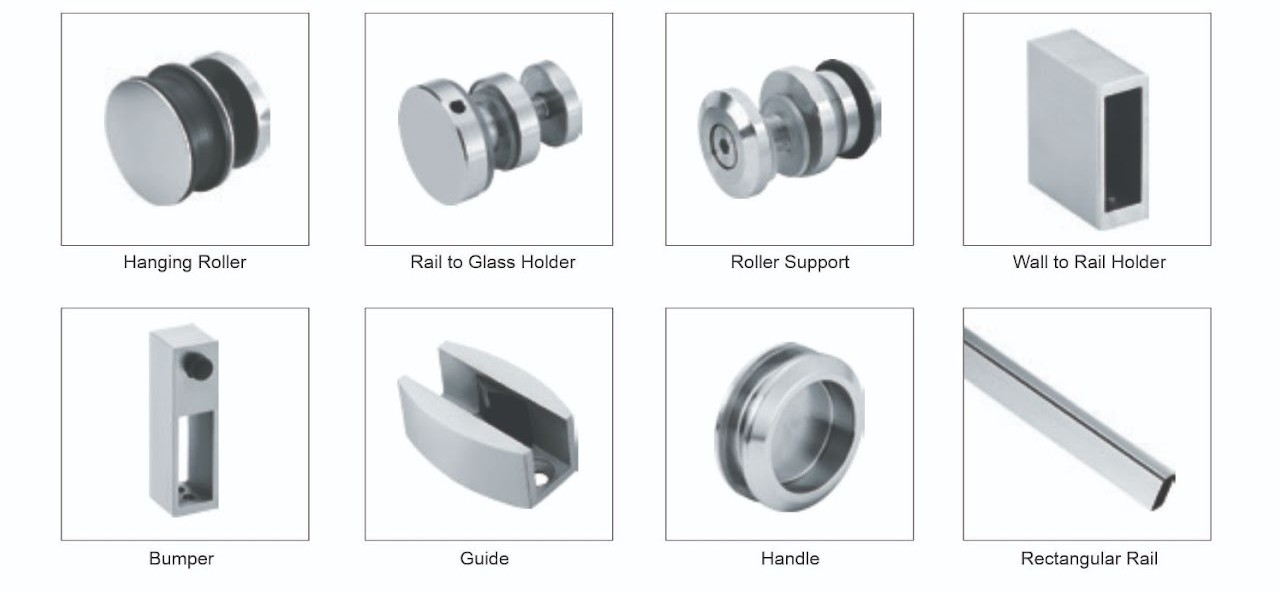 Hanging Roller
Rail to Glass Holder
Roller Support
Wall to Rail Holder
Bumper
Guide
Handle
Rectangular Rail